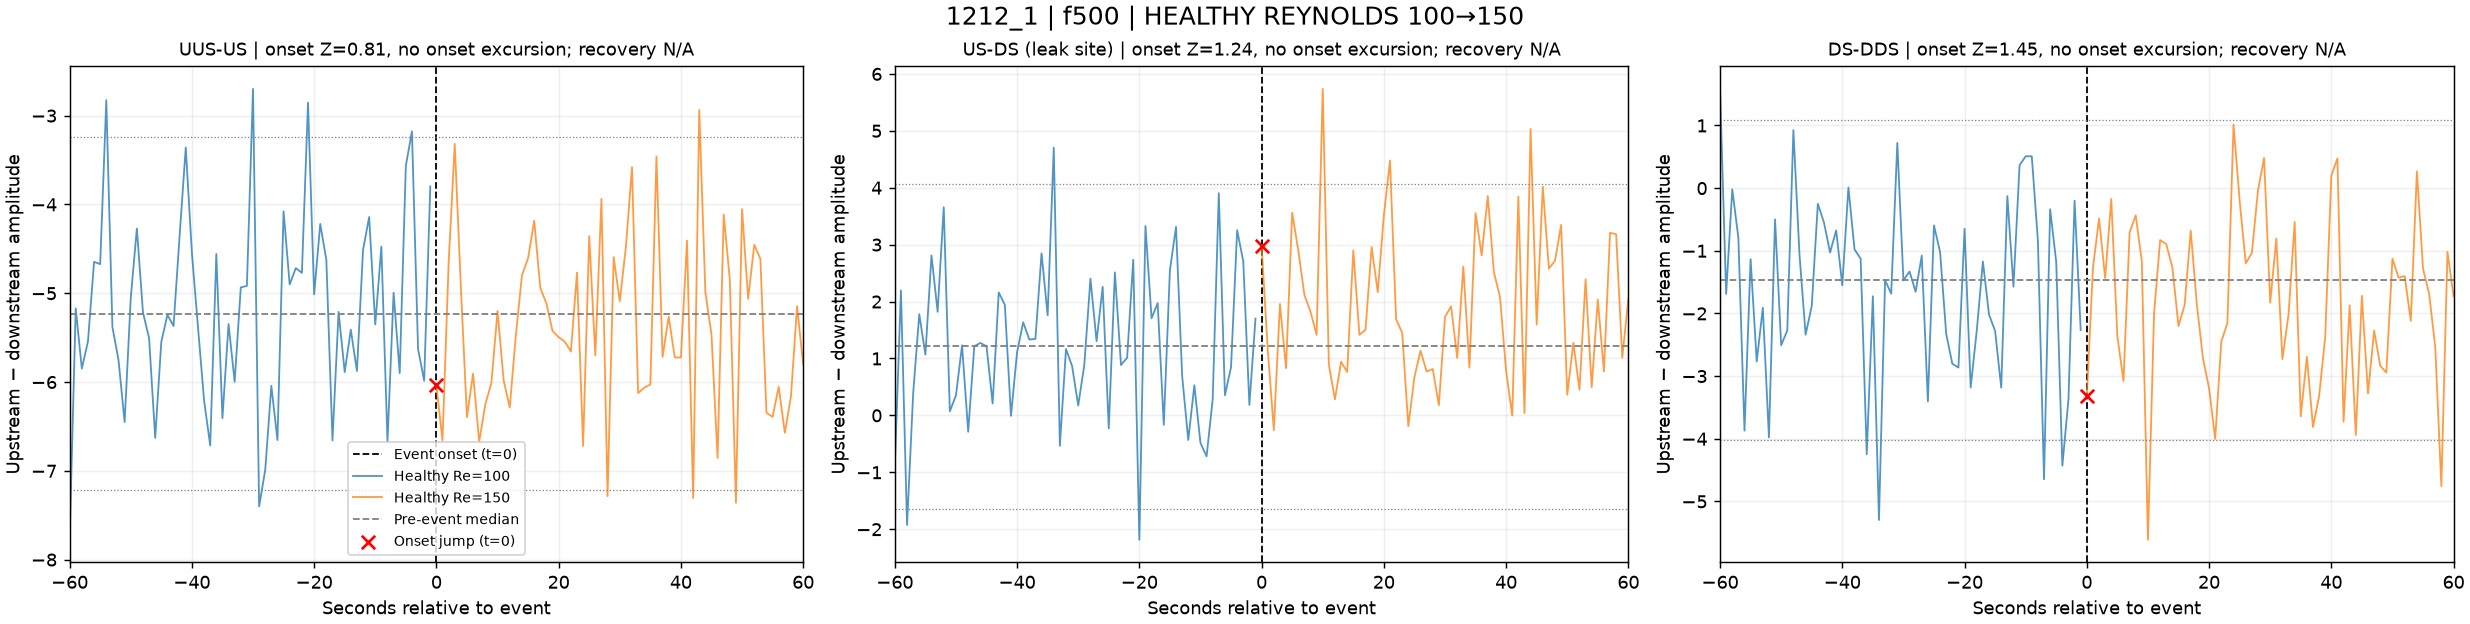 1212_1 | f500 | HEALTHY REYNOLDS 100→150
UUS-US | onset Z=0.81, no onset excursion; recovery N/A
Upstream − downstream amplitude
−3
−4
−5
−6
−7
−8
Event onset (t=0)
Healthy Re=100
Healthy Re=150
Pre-event median
Onset jump (t=0)
−60
−40
−20
0
20
40
60
Seconds relative to event
US-DS (leak site) | onset Z=1.24, no onset excursion; recovery N/A
Upstream − downstream amplitude
6
5
4
3
2
1
0
−1
−2
−60
−40
−20
0
20
40
60
Seconds relative to event
DS-DDS | onset Z=1.45, no onset excursion; recovery N/A
Upstream − downstream amplitude
1
0
−1
−2
−3
−4
−5
−60
−40
−20
0
20
40
60
Seconds relative to event